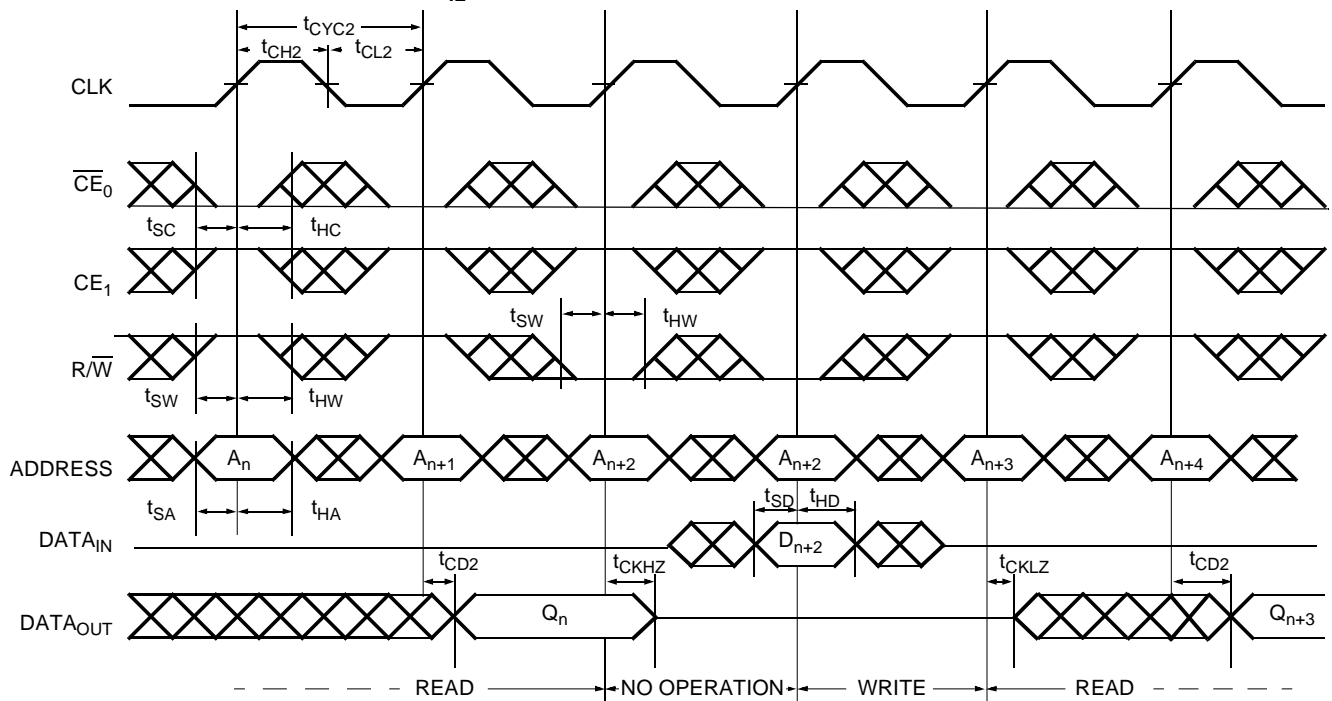 tCYC2
tCH2 tCL2
CLK
CE0
tSC tHC
CE1
tSW tHW
R/W
tSW tHW
ADDRESS An An+1 An+2 An+2 An+3 An+4
tSA tHA tSD tHD
DATAIN Dn+2
tCD2 tCKHZ tCKLZ tCD2
DATAOUT Qn Qn+3
READ NO OPERATION WRITE READ